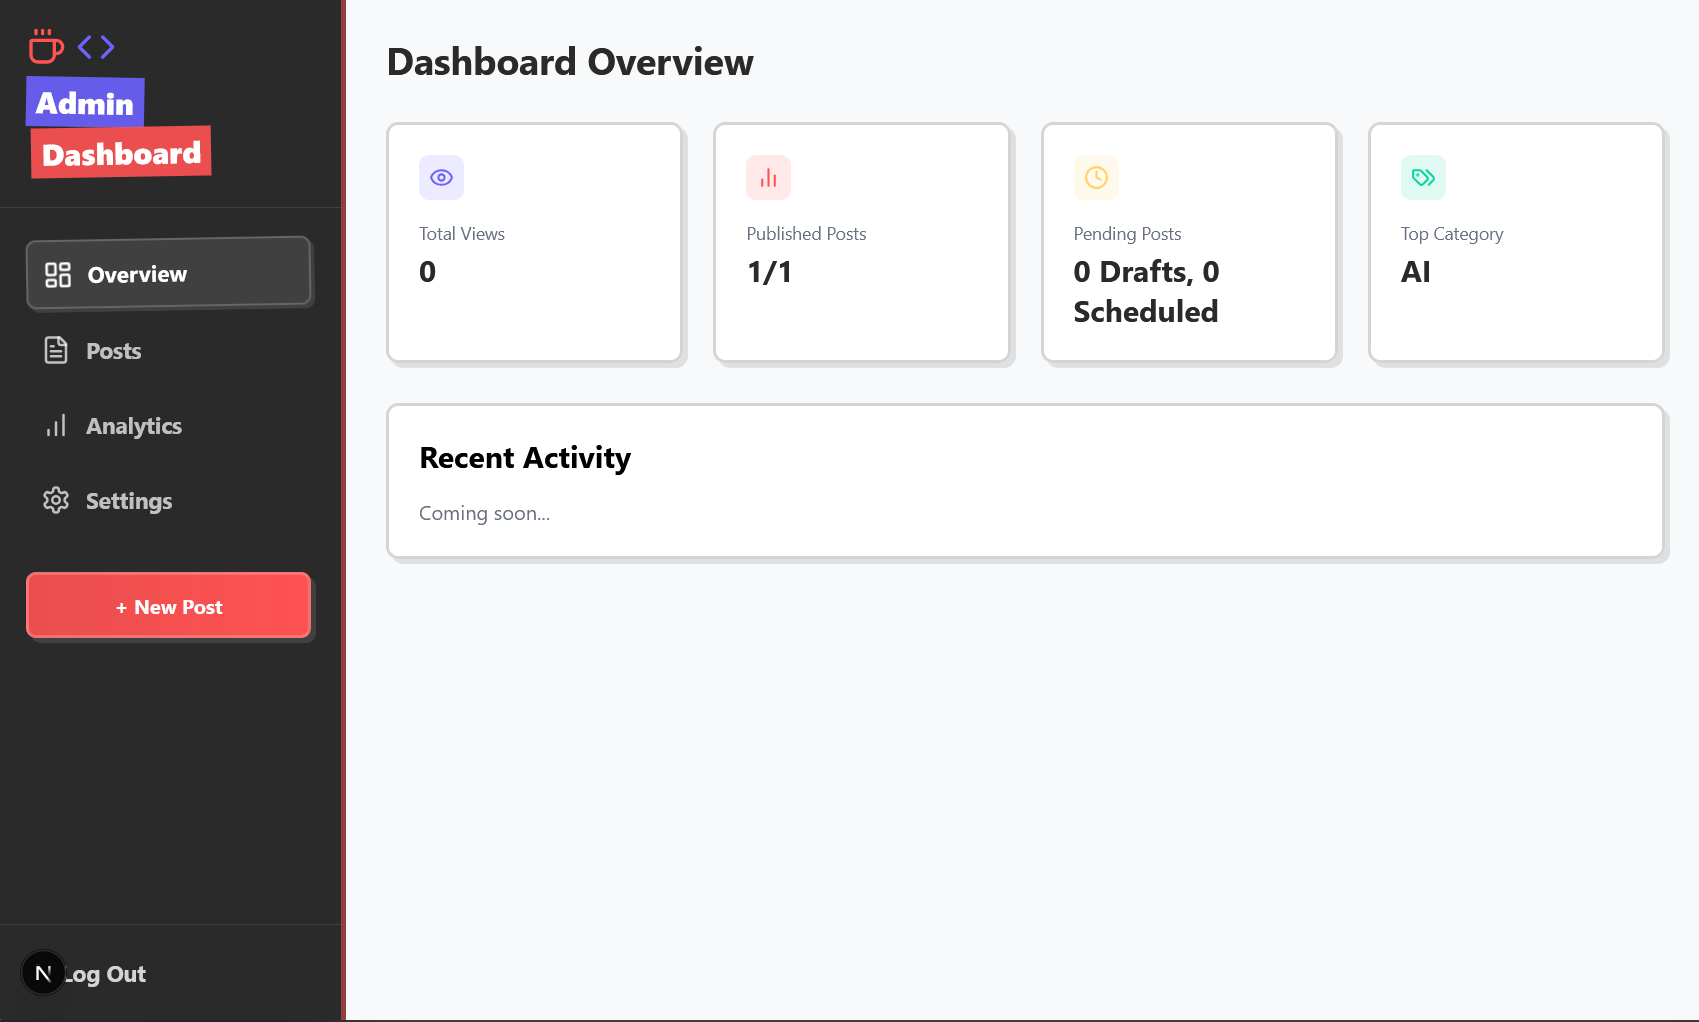 Admin
Dashboard
Overview
Posts
Analytics
Settings
+ New Post
N
Log Out
Dashboard Overview
Total Views
0
Published Posts
1/1
Pending Posts
0 Drafts, 0
Scheduled
Top Category
AI
Recent Activity
Coming soon...